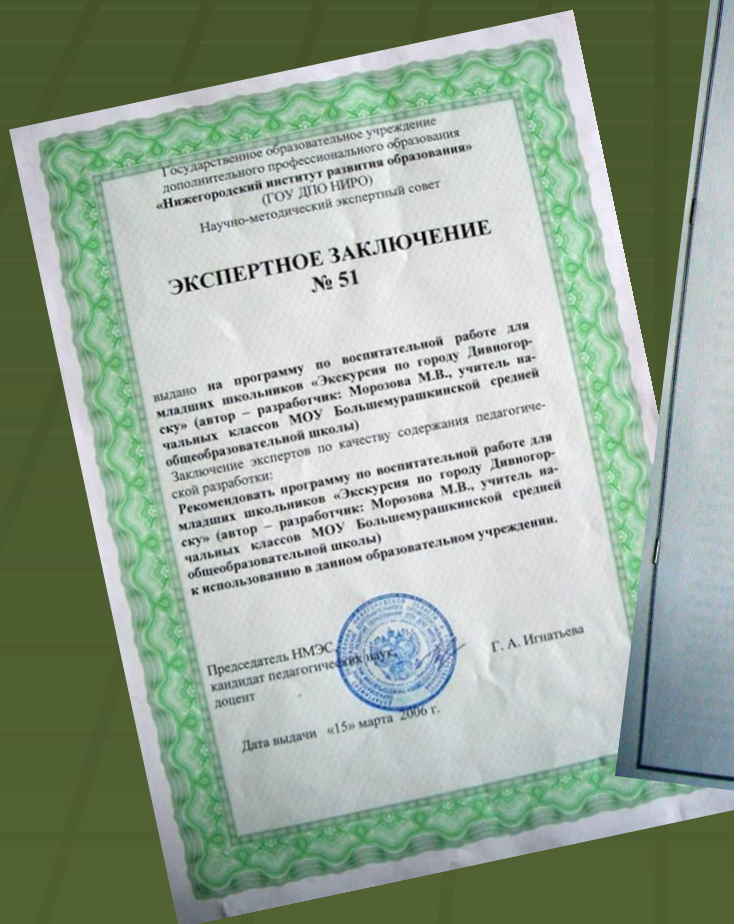 Государственное образовательное учреждение
дополнительного профессионального образования
«Нижегородский институт развития образования»
(ГОУ ДПО НИРО)
Научно-методический экспертный совет
ЭКСПЕРТНОЕ ЗАКЛЮЧЕНИЕ
№ 51
выдано на программу по воспитательной работе для
младших школьников «Экскурсия по городу Дивногор-
ску» (автор – разработчик: Морозова М.В., учитель на-
чальных классов МОУ Большемурашкинской средней
общеобразовательной школы)
Заключение экспертов по качеству содержания педагогиче-
ской разработки:
Рекомендовать программу по воспитательной работе для
младших школьников «Экскурсия по городу Дивногор-
ску» (автор – разработчик: Морозова М.В., учитель на-
чальных классов МОУ Большемурашкинской средней
общеобразовательной школы)
к использованию в данном образовательном учреждении.
Председатель НМЭС,
кандидат педагогических наук,
доцент
Г. А. Игнатьева
Дата выдачи «15» марта 2006 г.